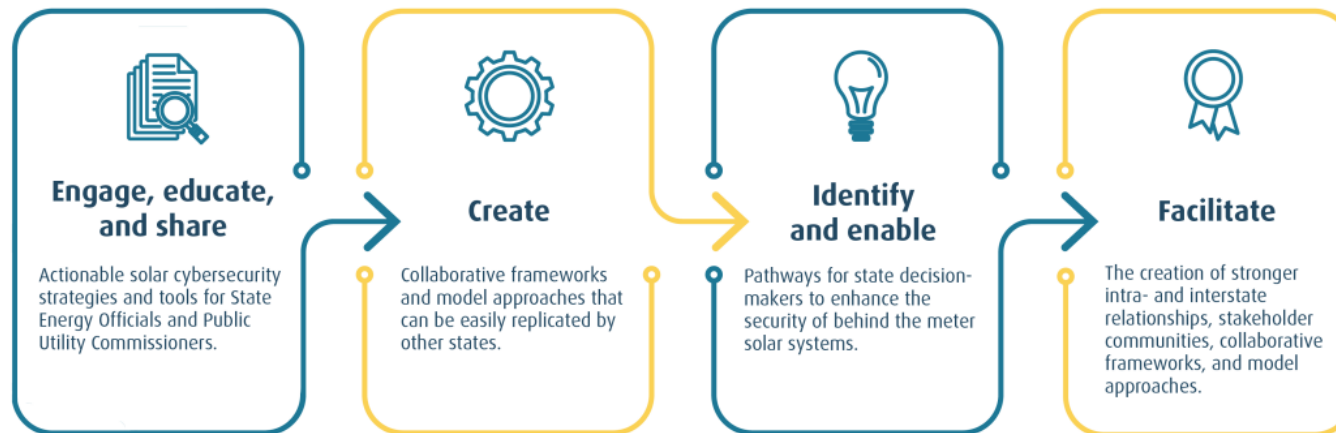 Engage, educate,
and share
Actionable solar cybersecurity
strategies and tools for State
Energy Officials and Public
Utility Commissioners.
Create
Collaborative frameworks
and model approaches that
can be easily replicated by
other states.
Identify
and enable
Pathways for state decision-
makers to enhance the
security of behind the meter
solar systems.
Facilitate
The creation of stronger
intra- and interstate
relationships, stakeholder
communities, collaborative
frameworks, and model
approaches.